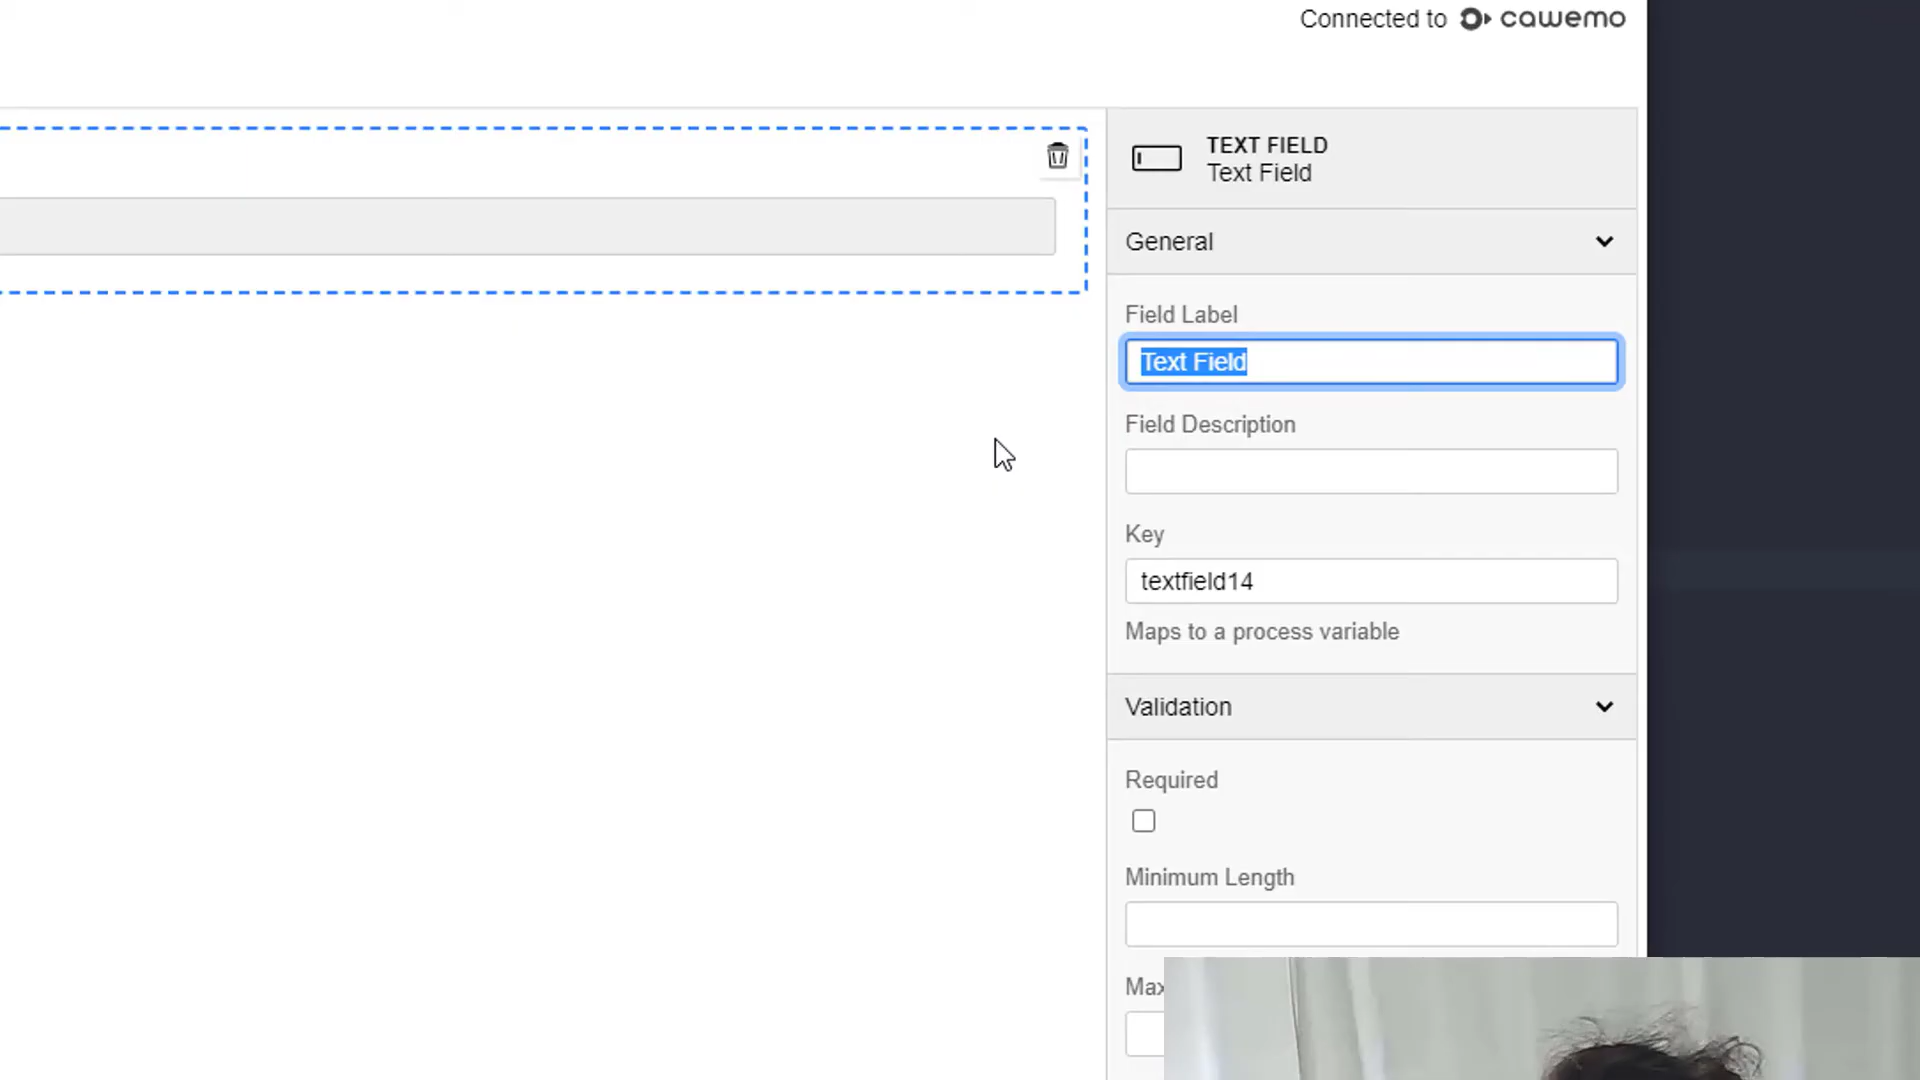 Connected to cawemo
TEXT FIELD
Text Field
General
Field Label
Text Field
Field Description
Key
textfield14
Maps to a process variable
Validation
Required
Minimum Length
Max